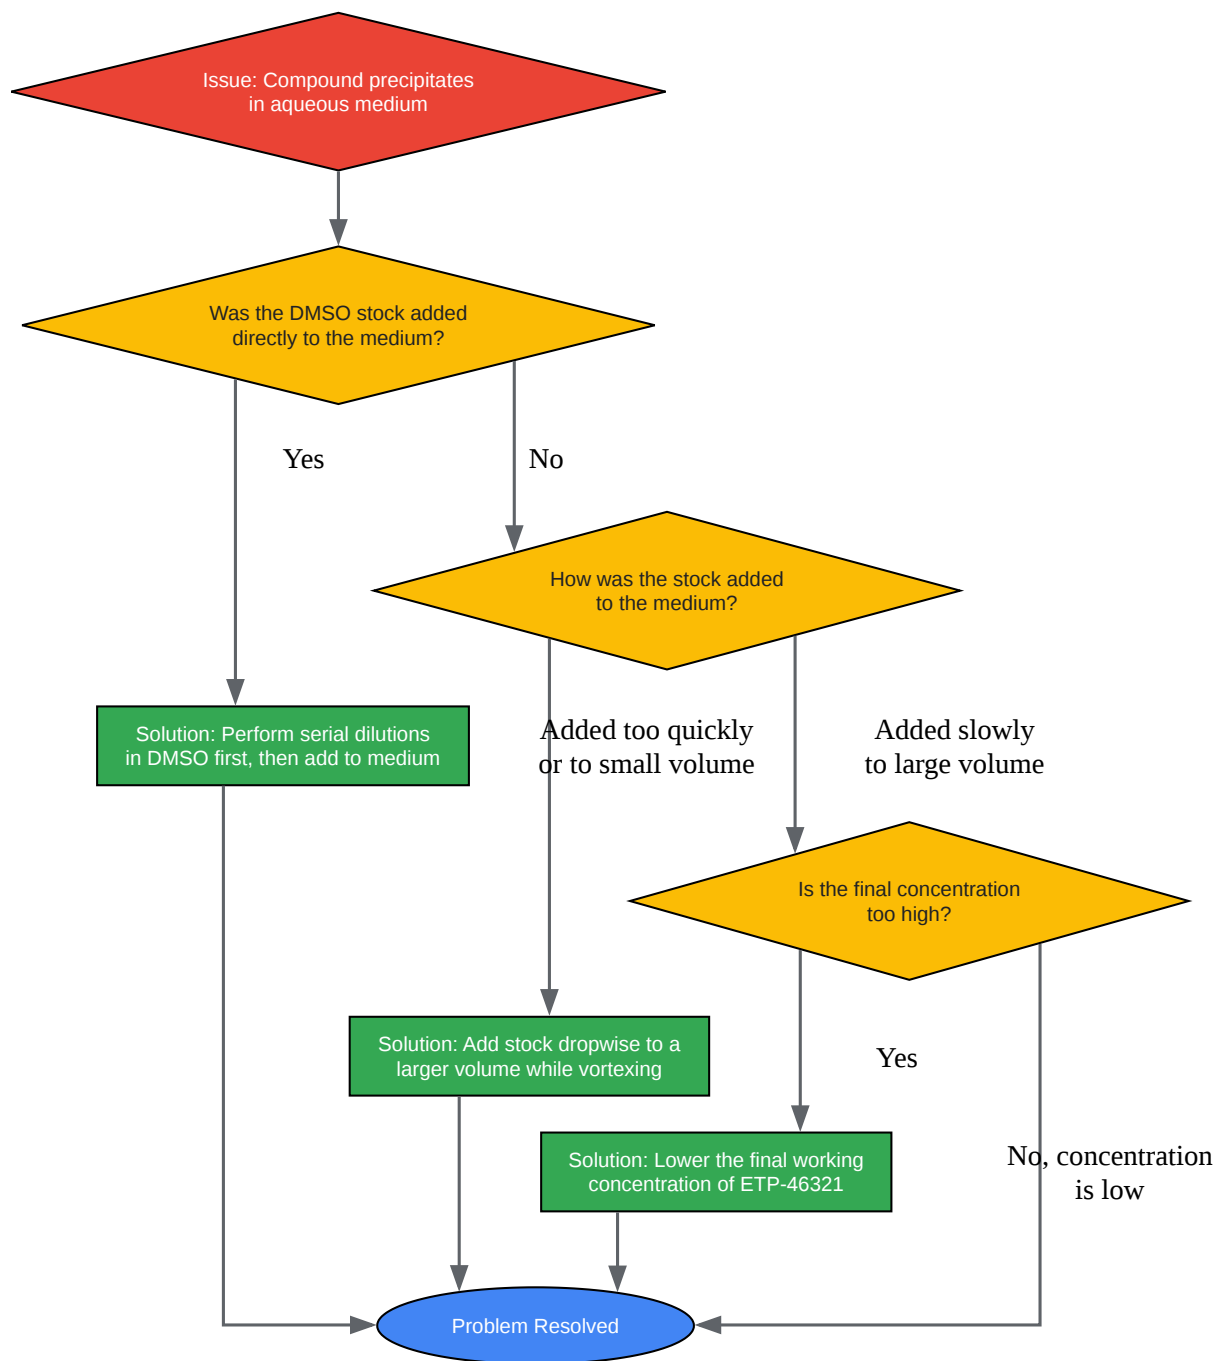 Issue: Compound precipitates
in aqueous medium
Was the DMSO stock added
directly to the medium?
Yes
No
How was the stock added
to the medium?
Solution: Perform serial dilutions
in DMSO first, then add to medium
Added too quickly
or to small volume
Added slowly
to large volume
Is the final concentration
too high?
Solution: Add stock dropwise to a
larger volume while vortexing
Yes
Solution: Lower the final working
concentration of ETP-46321
No, concentration
is low
Problem Resolved